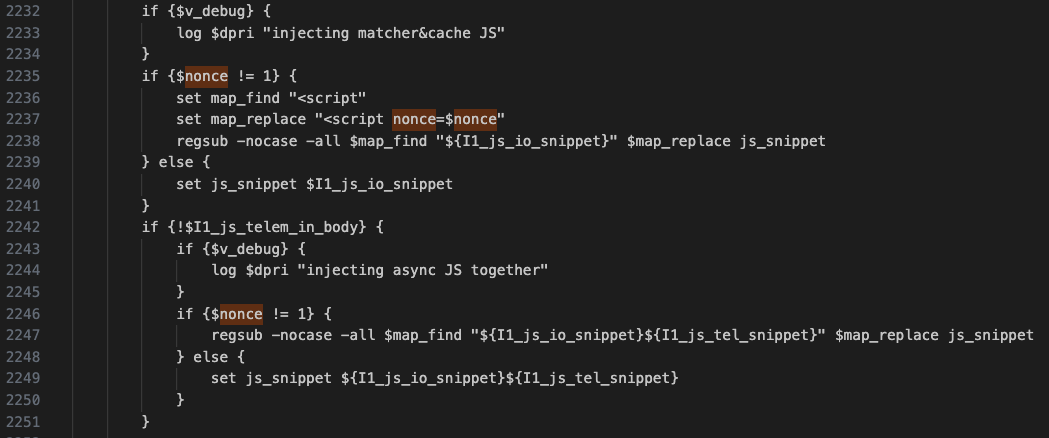 2232 if {$v_debug} {
2233 log $dpri "injecting matcher&cache JS"
2234 }
2235 if {$nonce != 1} {
2236 set map_find "<script"
2237 set map_replace "<script nonce=$nonce"
2238 regsub -nocase -all $map_find "${I1_js_io_snippet}" $map_replace js_snippet
2239 } else {
2240 set js_snippet $I1_js_io_snippet
2241 }
2242 if {!$I1_js_telem_in_body} {
2243 if {$v_debug} {
2244 log $dpri "injecting async JS together"
2245 }
2246 if {$nonce != 1} {
2247 regsub -nocase -all $map_find "${I1_js_io_snippet}${I1_js_tel_snippet}" $map_replace js_snippet
2248 } else {
2249 set js_snippet ${I1_js_io_snippet}${I1_js_tel_snippet}
2250 }
2251 }